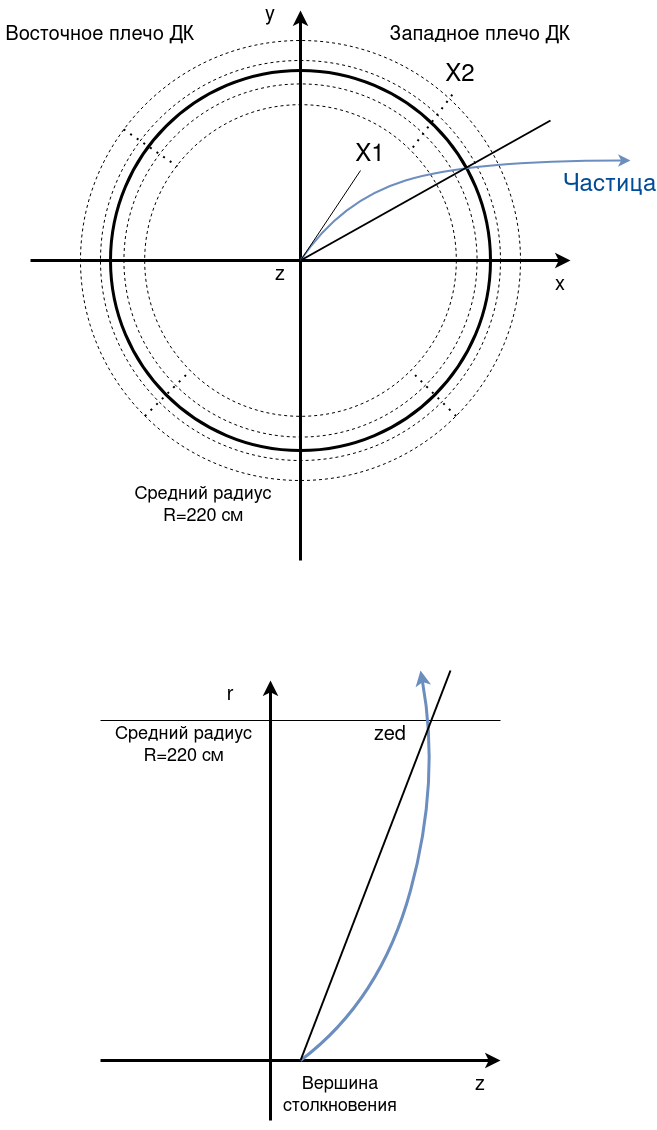 y
Восточное плечо ДК
Западное плечо ДК
X2
X1
Частица
z
x
Средний радиус
R=220 см
r
Средний радиус
R=220 см
zed
Вершина
столкновения
z